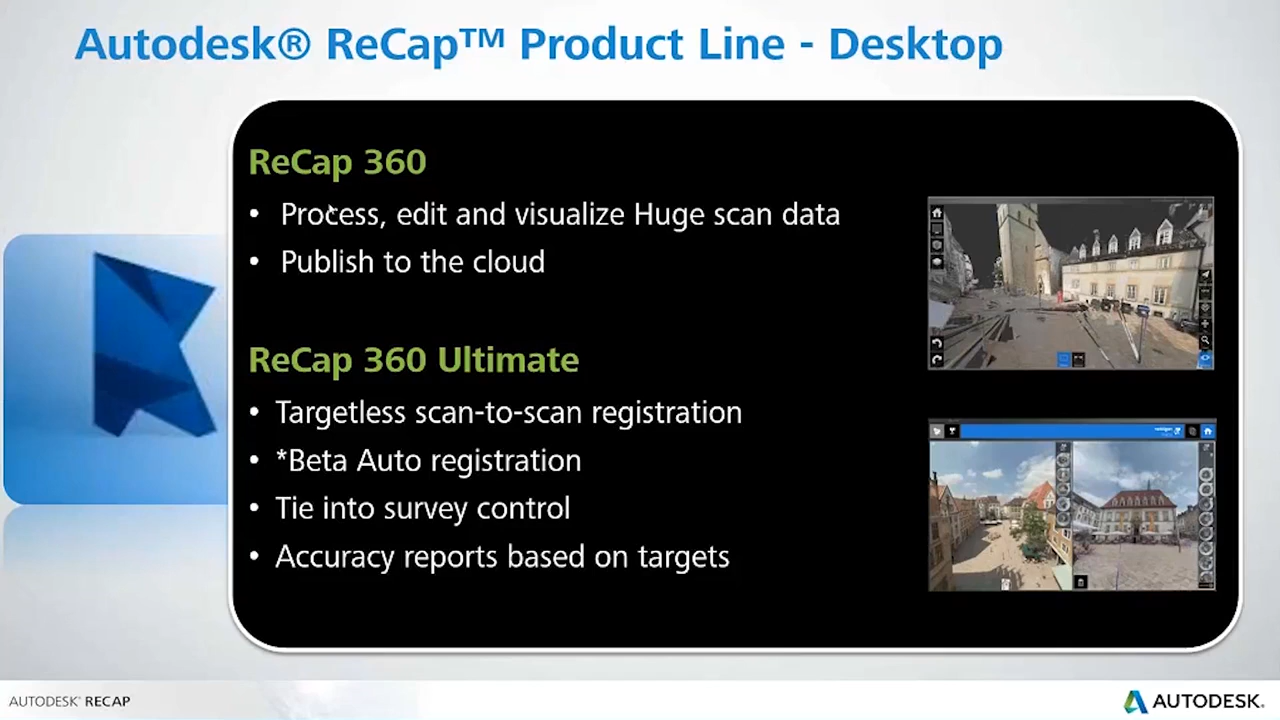 Autodesk® ReCap™ Product Line - Desktop
ReCap 360
• Process, edit and visualize Huge scan data
• Publish to the cloud
ReCap 360 Ultimate
• Targetless scan-to-scan registration
• *Beta Auto registration
• Tie into survey control
• Accuracy reports based on targets
AUTODESK® RECAP
AUTODESK.